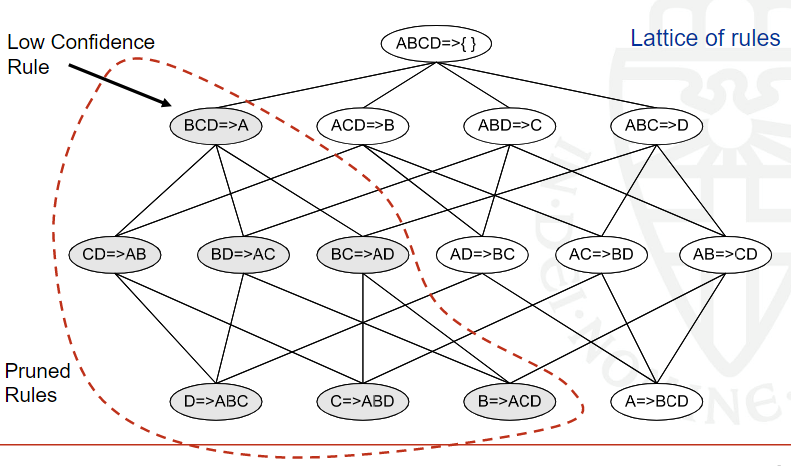 Low Confidence
Rule
ABCD=>{ }
Lattice of rules
BCD=>A
ACD=>B
ABD=>C
ABC=>D
CD=>AB
BD=>AC
BC=>AD
AD=>BC
AC=>BD
AB=>CD
Pruned
Rules
D=>ABC
C=>ABD
B=>ACD
A=>BCD